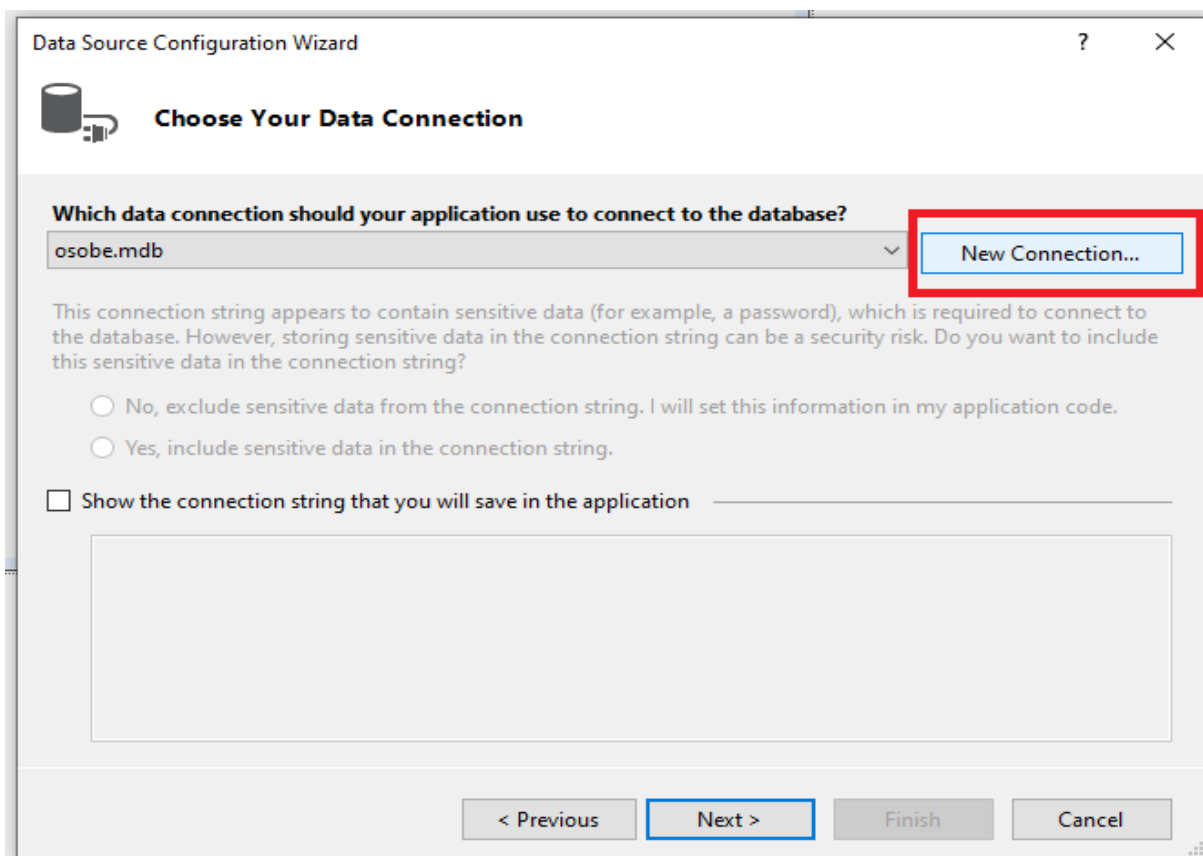 Data Source Configuration Wizard
?
Choose Your Data Connection
Which data connection should your application use to connect to the database?
osobe.mdb
New Connection...
This connection string appears to contain sensitive data (for example, a password), which is required to connect to
the database. However, storing sensitive data in the connection string can be a security risk. Do you want to include
this sensitive data in the connection string?
No, exclude sensitive data from the connection string. I will set this information in my application code.
Yes, include sensitive data in the connection string.
Show the connection string that you will save in the application
< Previous
Next >
Finish
Cancel